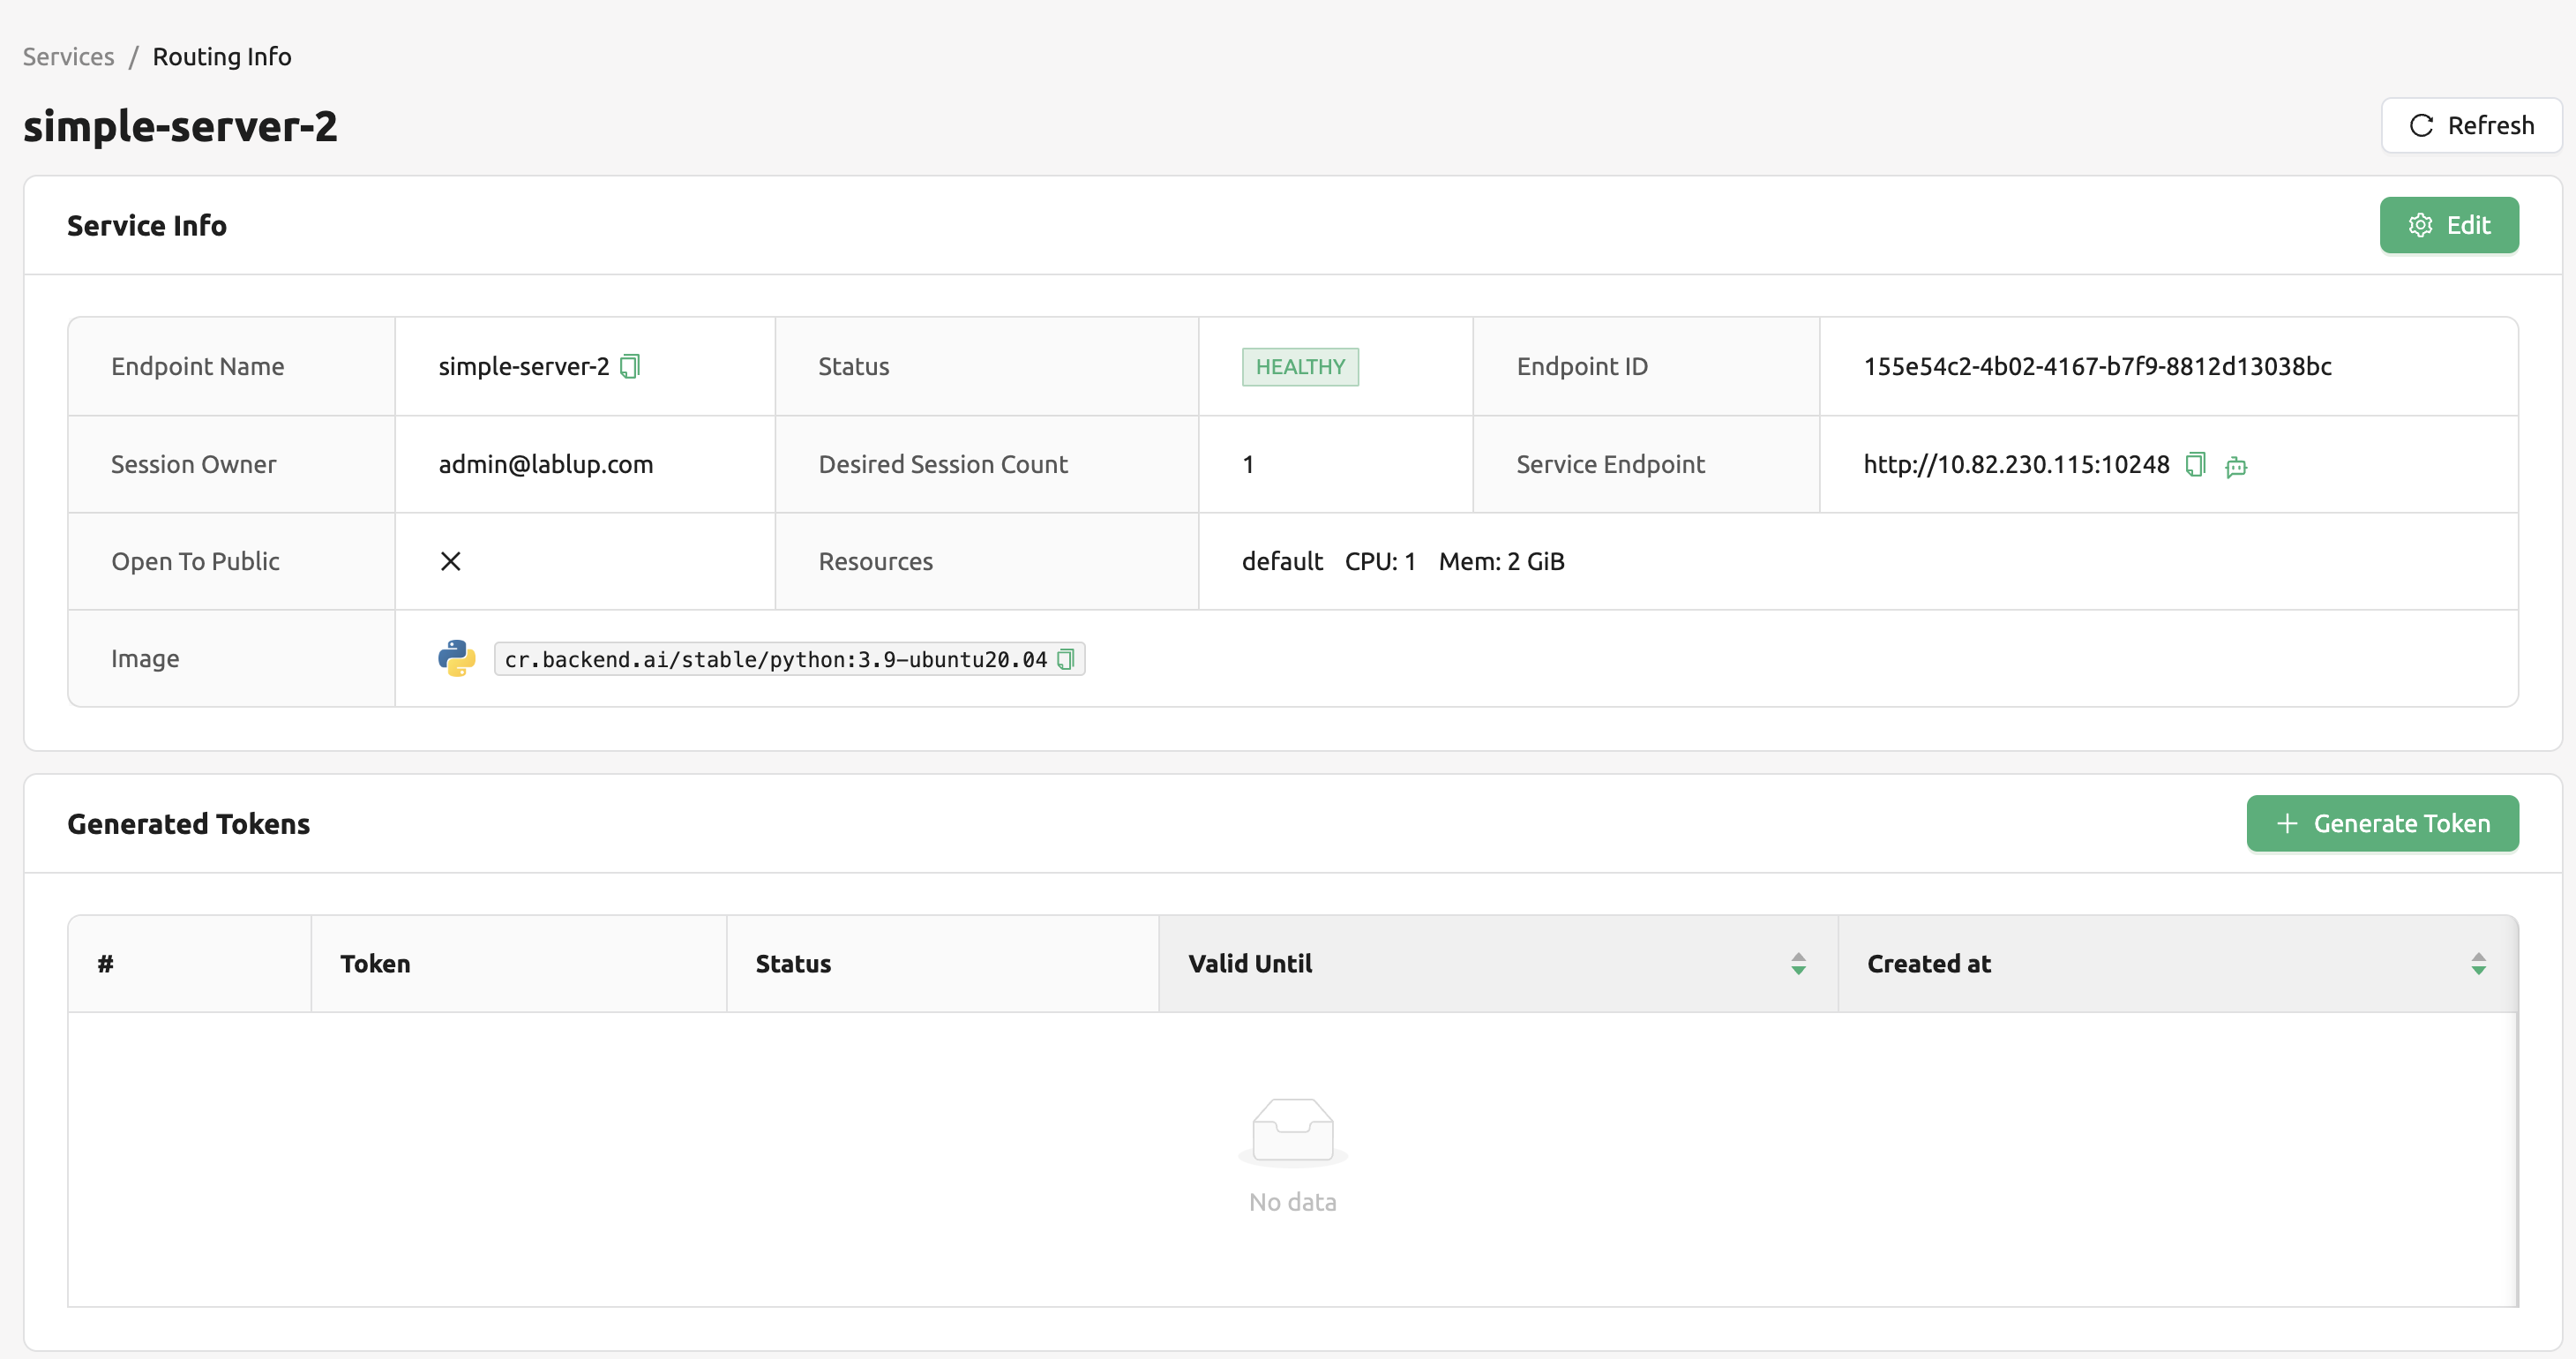 Services / Routing Info
simple-server-2
Refresh
Service Info
Edit
Endpoint Name
simple-server-2
Status
HEALTHY
Endpoint ID
155e54c2-4b02-4167-b7f9-8812d13038bc
Session Owner
admin@lablup.com
Desired Session Count
1
Service Endpoint
http://10.82.230.115:10248
Open To Public
Resources
default CPU: 1 Mem: 2 GiB
Image
cr.backend.ai/stable/python:3.9-ubuntu20.04
Generated Tokens
Generate Token
#
Token
Status
Valid Until
Created at
No data